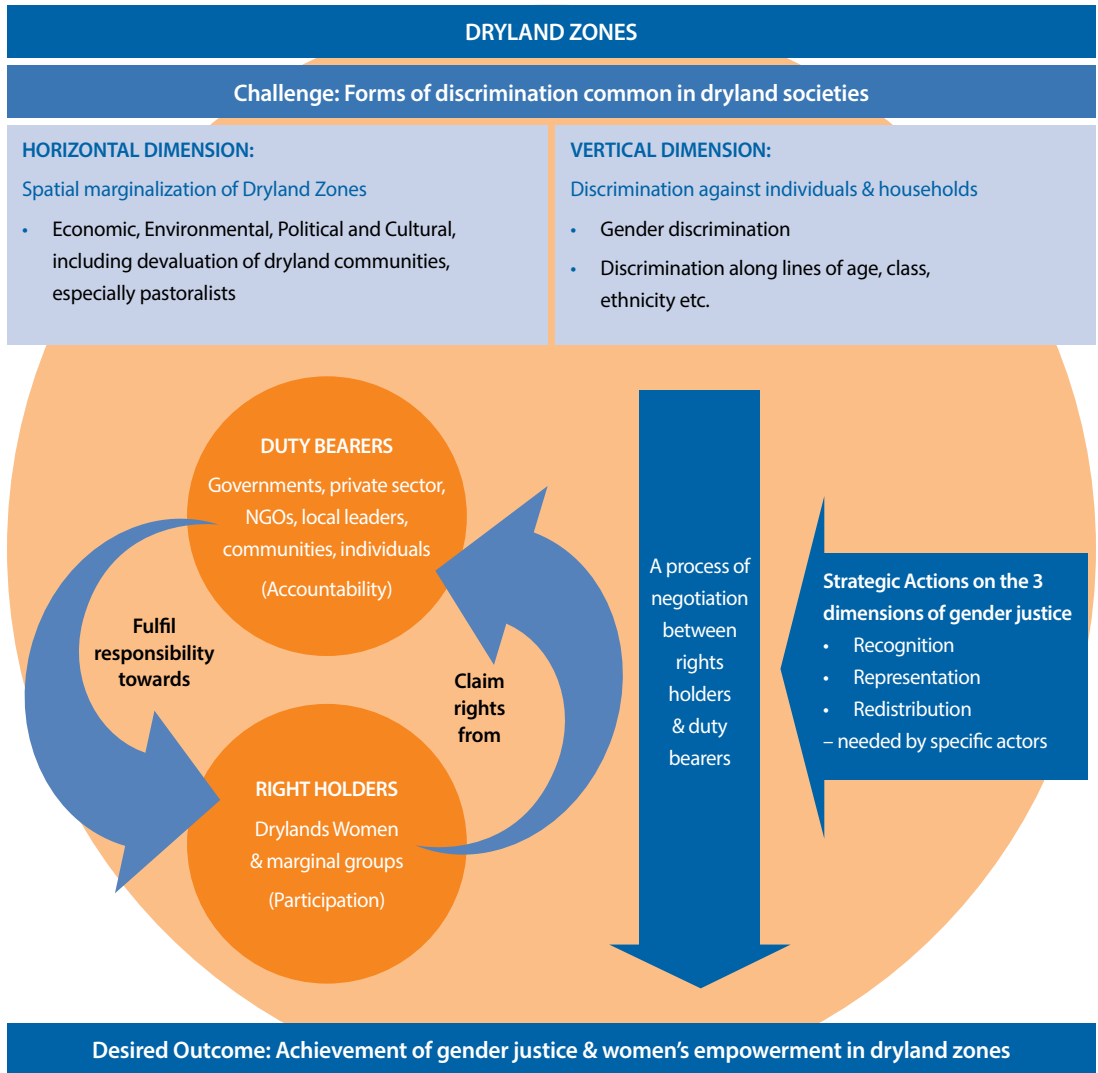 DRYLAND ZONES
Challenge: Forms of discrimination common in dryland societies
HORIZONTAL DIMENSION:
Spatial marginalization of Dryland Zones
• Economic, Environmental, Political and Cultural,
including devaluation of dryland communities,
especially pastoralists
VERTICAL DIMENSION:
Discrimination against individuals & households
• Gender discrimination
• Discrimination along lines of age, class,
ethnicity etc.
DUTY BEARERS
Governments, private sector,
NGOs, local leaders,
communities, individuals
(Accountability)
Fulfil
responsibility
towards
Claim
rights
from
RIGHT HOLDERS
Drylands Women
& marginal groups
(Participation)
A process of
negotiation
between
rights
holders
& duty
bearers
Strategic Actions on the 3
dimensions of gender justice
• Recognition
• Representation
• Redistribution
– needed by specific actors
Desired Outcome: Achievement of gender justice & women’s empowerment in dryland zones